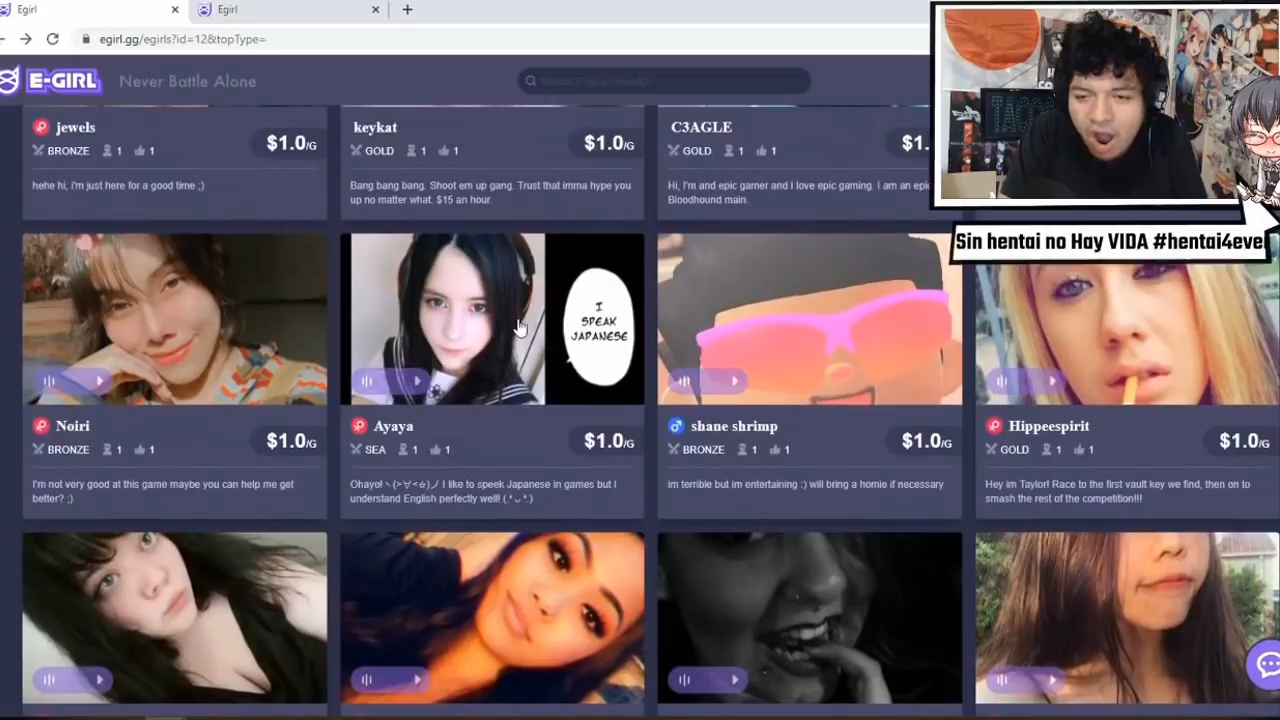 Egirl
Egirl
egirl.gg/egirls?id=12&topType=
E-GIRL
Never Battle Alone
jewels
BRONZE 1 1
$1.0/G
hehe hi, i'm just here for a good time ;)
keykat
GOLD 1 1
$1.0/G
Bang bang bang. Shoot em up gang. Trust that imma hype you
up no matter what. $15 an hour.
C3AGLE
GOLD 1 1
$1.
Hi, I'm and epic gamer and I love epic gaming. I am an epic
Bloodhound main.
TACO
Sin hentai no Hay VIDA #hentai4eve
I
SPEAK
JAPANESE
Noiri
BRONZE 1 1
$1.0/G
I'm not very good at this game maybe you can help me get
better? ;)
Ayaya
SEA 1 1
$1.0/G
Ohayo!ヽ(>∀<☆)ノ I like to speek Japanese in games but I
understand English perfectly well! (.❛ ᴗ ❛.)
shane shrimp
BRONZE 1 1
$1.0/G
im terrible but im entertaining :) will bring a homie if necessary
Hippeespirit
GOLD 1 1
$1.0/G
Hey im Taylor! Race to the first vault key we find, then on to
smash the rest of the competition!!!